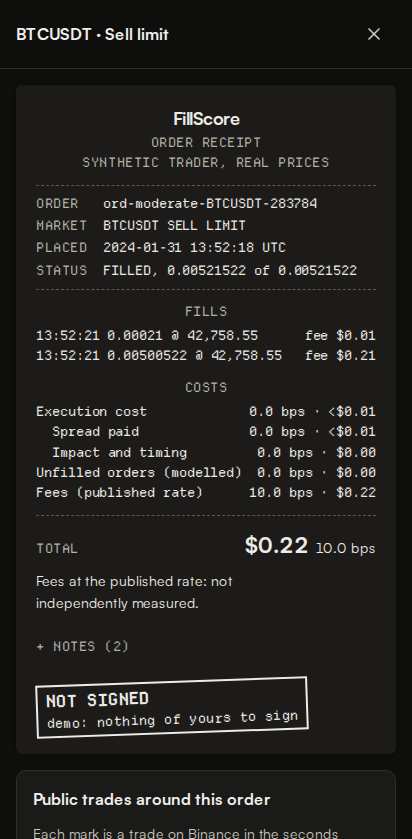 BTCUSDT · Sell limit
FillScore
ORDER RECEIPT
SYNTHETIC TRADER, REAL PRICES
ORDER ord-moderate-BTCUSDT-283784
MARKET BTCUSDT SELL LIMIT
PLACED 2024-01-31 13:52:18 UTC
STATUS FILLED, 0.00521522 of 0.00521522
FILLS
13:52:21 0.00021 @ 42,758.55 fee $0.01
13:52:21 0.00500522 @ 42,758.55 fee $0.21
COSTS
Execution cost 0.0 bps · <$0.01
Spread paid 0.0 bps · <$0.01
Impact and timing 0.0 bps · $0.00
Unfilled orders (modelled) 0.0 bps · $0.00
Fees (published rate) 10.0 bps · $0.22
TOTAL $0.22 10.0 bps
Fees at the published rate: not
independently measured.
+ NOTES (2)
NOT SIGNED
demo: nothing of yours to sign
Public trades around this order
Each mark is a trade on Binance in the seconds